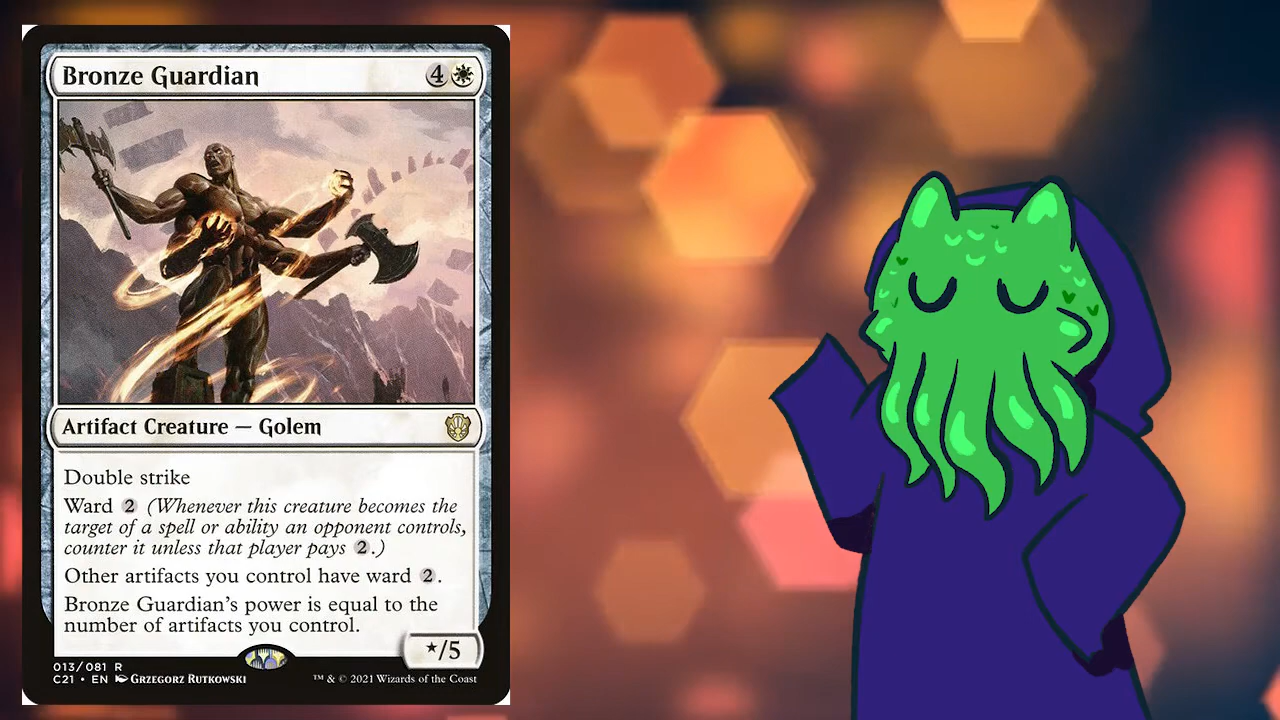 Bronze Guardian 4
Artifact Creature — Golem
Double strike
Ward 2 (Whenever this creature becomes the
target of a spell or ability an opponent controls,
counter it unless that player pays 2.)
Other artifacts you control have ward 2.
Bronze Guardian's power is equal to the
number of artifacts you control.
★/5
013/081 R
C21 • EN Grzegorz Rutkowski ™ & © 2021 Wizards of the Coast